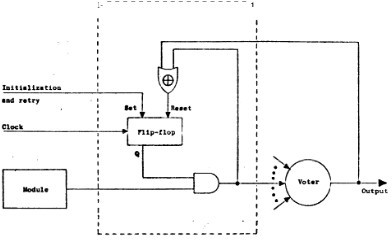 Initialization
and retry
Set
Reset
Clock
Flip-flop
Q
Module
Voter
Output